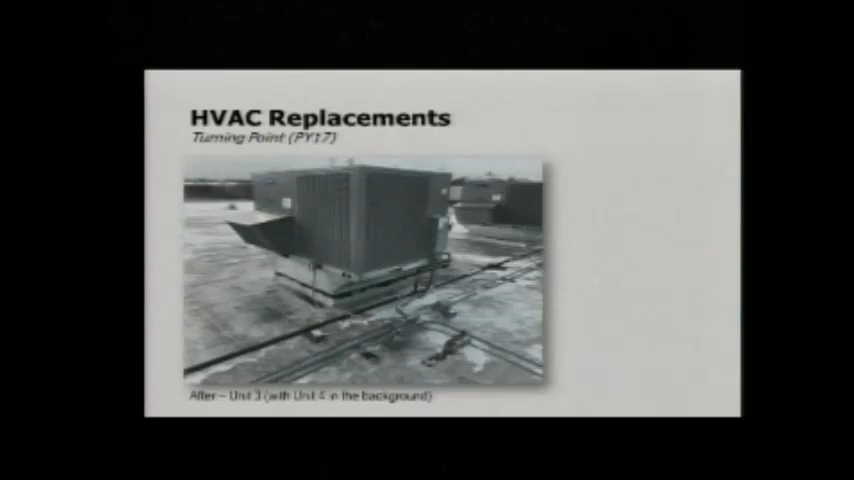 HVAC Replacements
Turning Point (PY17)
After – Unit 3 (with Unit 4 in the background)